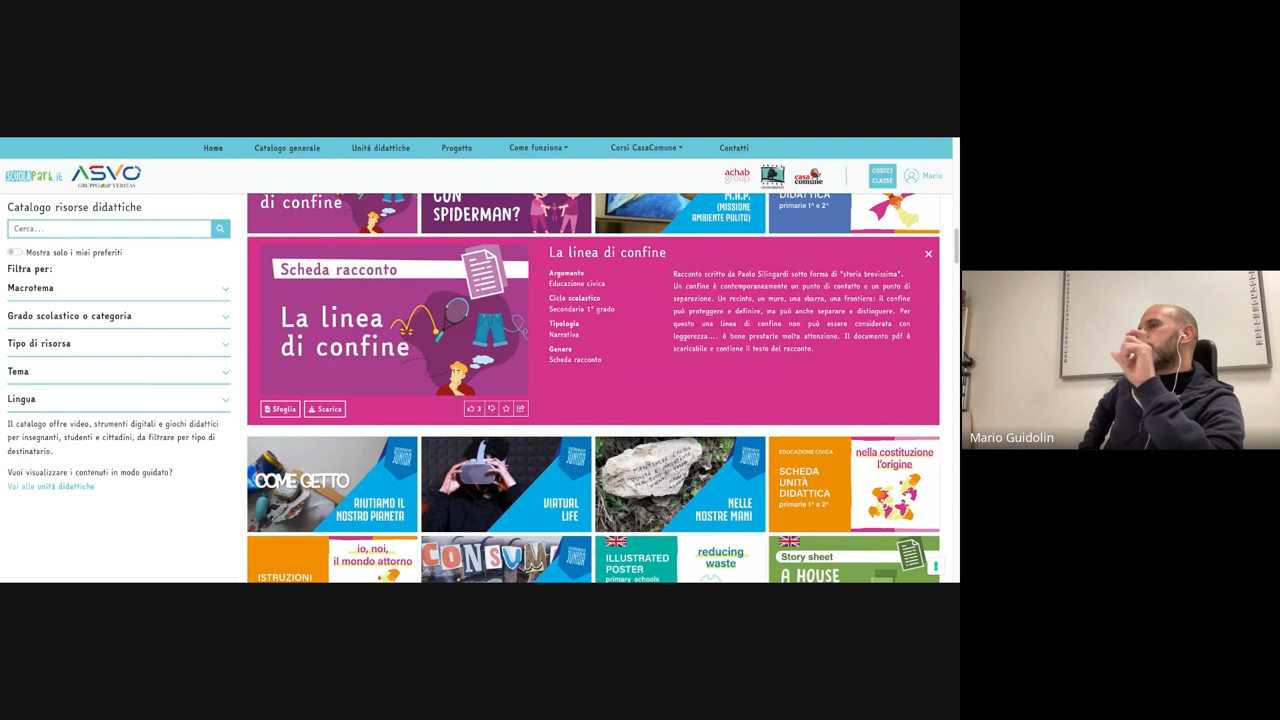 Home Catalogo generale Unità didattiche Progetto Come funziona Corsi CasaComune Contatti
SCUOLAPARK.it
ASVO
GRUPPO VERITAS
achab group
casa comune
CODICI CLASSE
Mario
Catalogo risorse didattiche
Cerca...
Mostra solo i miei preferiti
Filtra per:
Macrotema
Grado scolastico o categoria
Tipo di risorsa
Tema
Lingua
Il catalogo offre video, strumenti digitali e giochi didattici
per insegnanti, studenti e cittadini, da filtrare per tipo di
destinatario.
Vuoi visualizzare i contenuti in modo guidato?
Vai alle unità didattiche
di confine
CON
SPIDERMAN?
M.A.P.
(MISSIONE
AMBIENTE PULITO)
DIDATTICA
primarie 1^ e 2^
Scheda racconto
La linea
di confine
Sfoglia
Scarica
3
La linea di confine
Argomento
Educazione civica
Ciclo scolastico
Secondaria 1° grado
Tipologia
Narrativa
Genere
Scheda racconto
Racconto scritto da Paolo Silingardi sotto forma di "storia brevissima".
Un confine è contemporaneamente un punto di contatto e un punto di
separazione. Un recinto, un muro, una sbarra, una frontiera: il confine
può proteggere e definire, ma può anche separare e distinguere. Per
questo una linea di confine non può essere considerata con
leggerezza.... è bene prestarle molta attenzione. Il documento pdf è
scaricabile e contiene il testo del racconto.
COME GETTO
AIUTIAMO IL
NOSTRO PIANETA
VIRTUAL
LIFE
NELLE
NOSTRE MANI
EDUCAZIONE CIVICA
SCHEDA
UNITÀ
DIDATTICA
primarie 1^ e 2^
nella costituzione
l'origine
ISTRUZIONI
io, noi,
il mondo attorno
CONSUM
ILLUSTRATED
POSTER
primary schools
reducing
waste
Story sheet
A HOUSE
Mario Guidolin